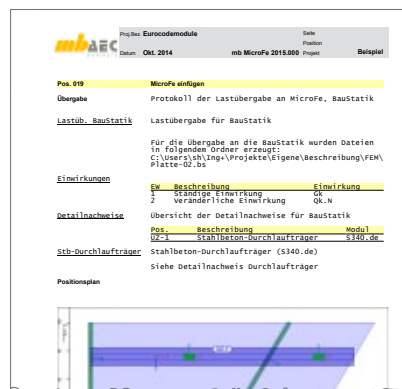 mb AEC
Proj.Bez. Eurocodemodule Seite
Position
Datum Okt. 2014 mb MicroFe 2015.000 Projekt Beispiel
Pos. 019 MicroFe einfügen
Übergabe Protokoll der Lastübergabe an MicroFe, BauStatik
Lastüb. BauStatik Lastübergabe für BauStatik
Für die Übergabe an die BauStatik wurden Dateien
in folgendem Ordner erzeugt:
C:\Users\sh\Ing+\Projekte\Eigene\Beschreibung\FEM\
Platte-02.bs
Einwirkungen
EW Beschreibung Einwirkung
1 Ständige Einwirkung Gk
2 Veränderliche Einwirkung Qk.N
Detailnachweise Übersicht der Detailnachweise für BauStatik
Pos. Beschreibung Modul
UZ-1 Stahlbeton-Durchlaufträger S340.de
Stb-Durchlaufträger Stahlbeton-Durchlaufträger (S340.de)
Siehe Detailnachweis Durchlaufträger
Positionsplan